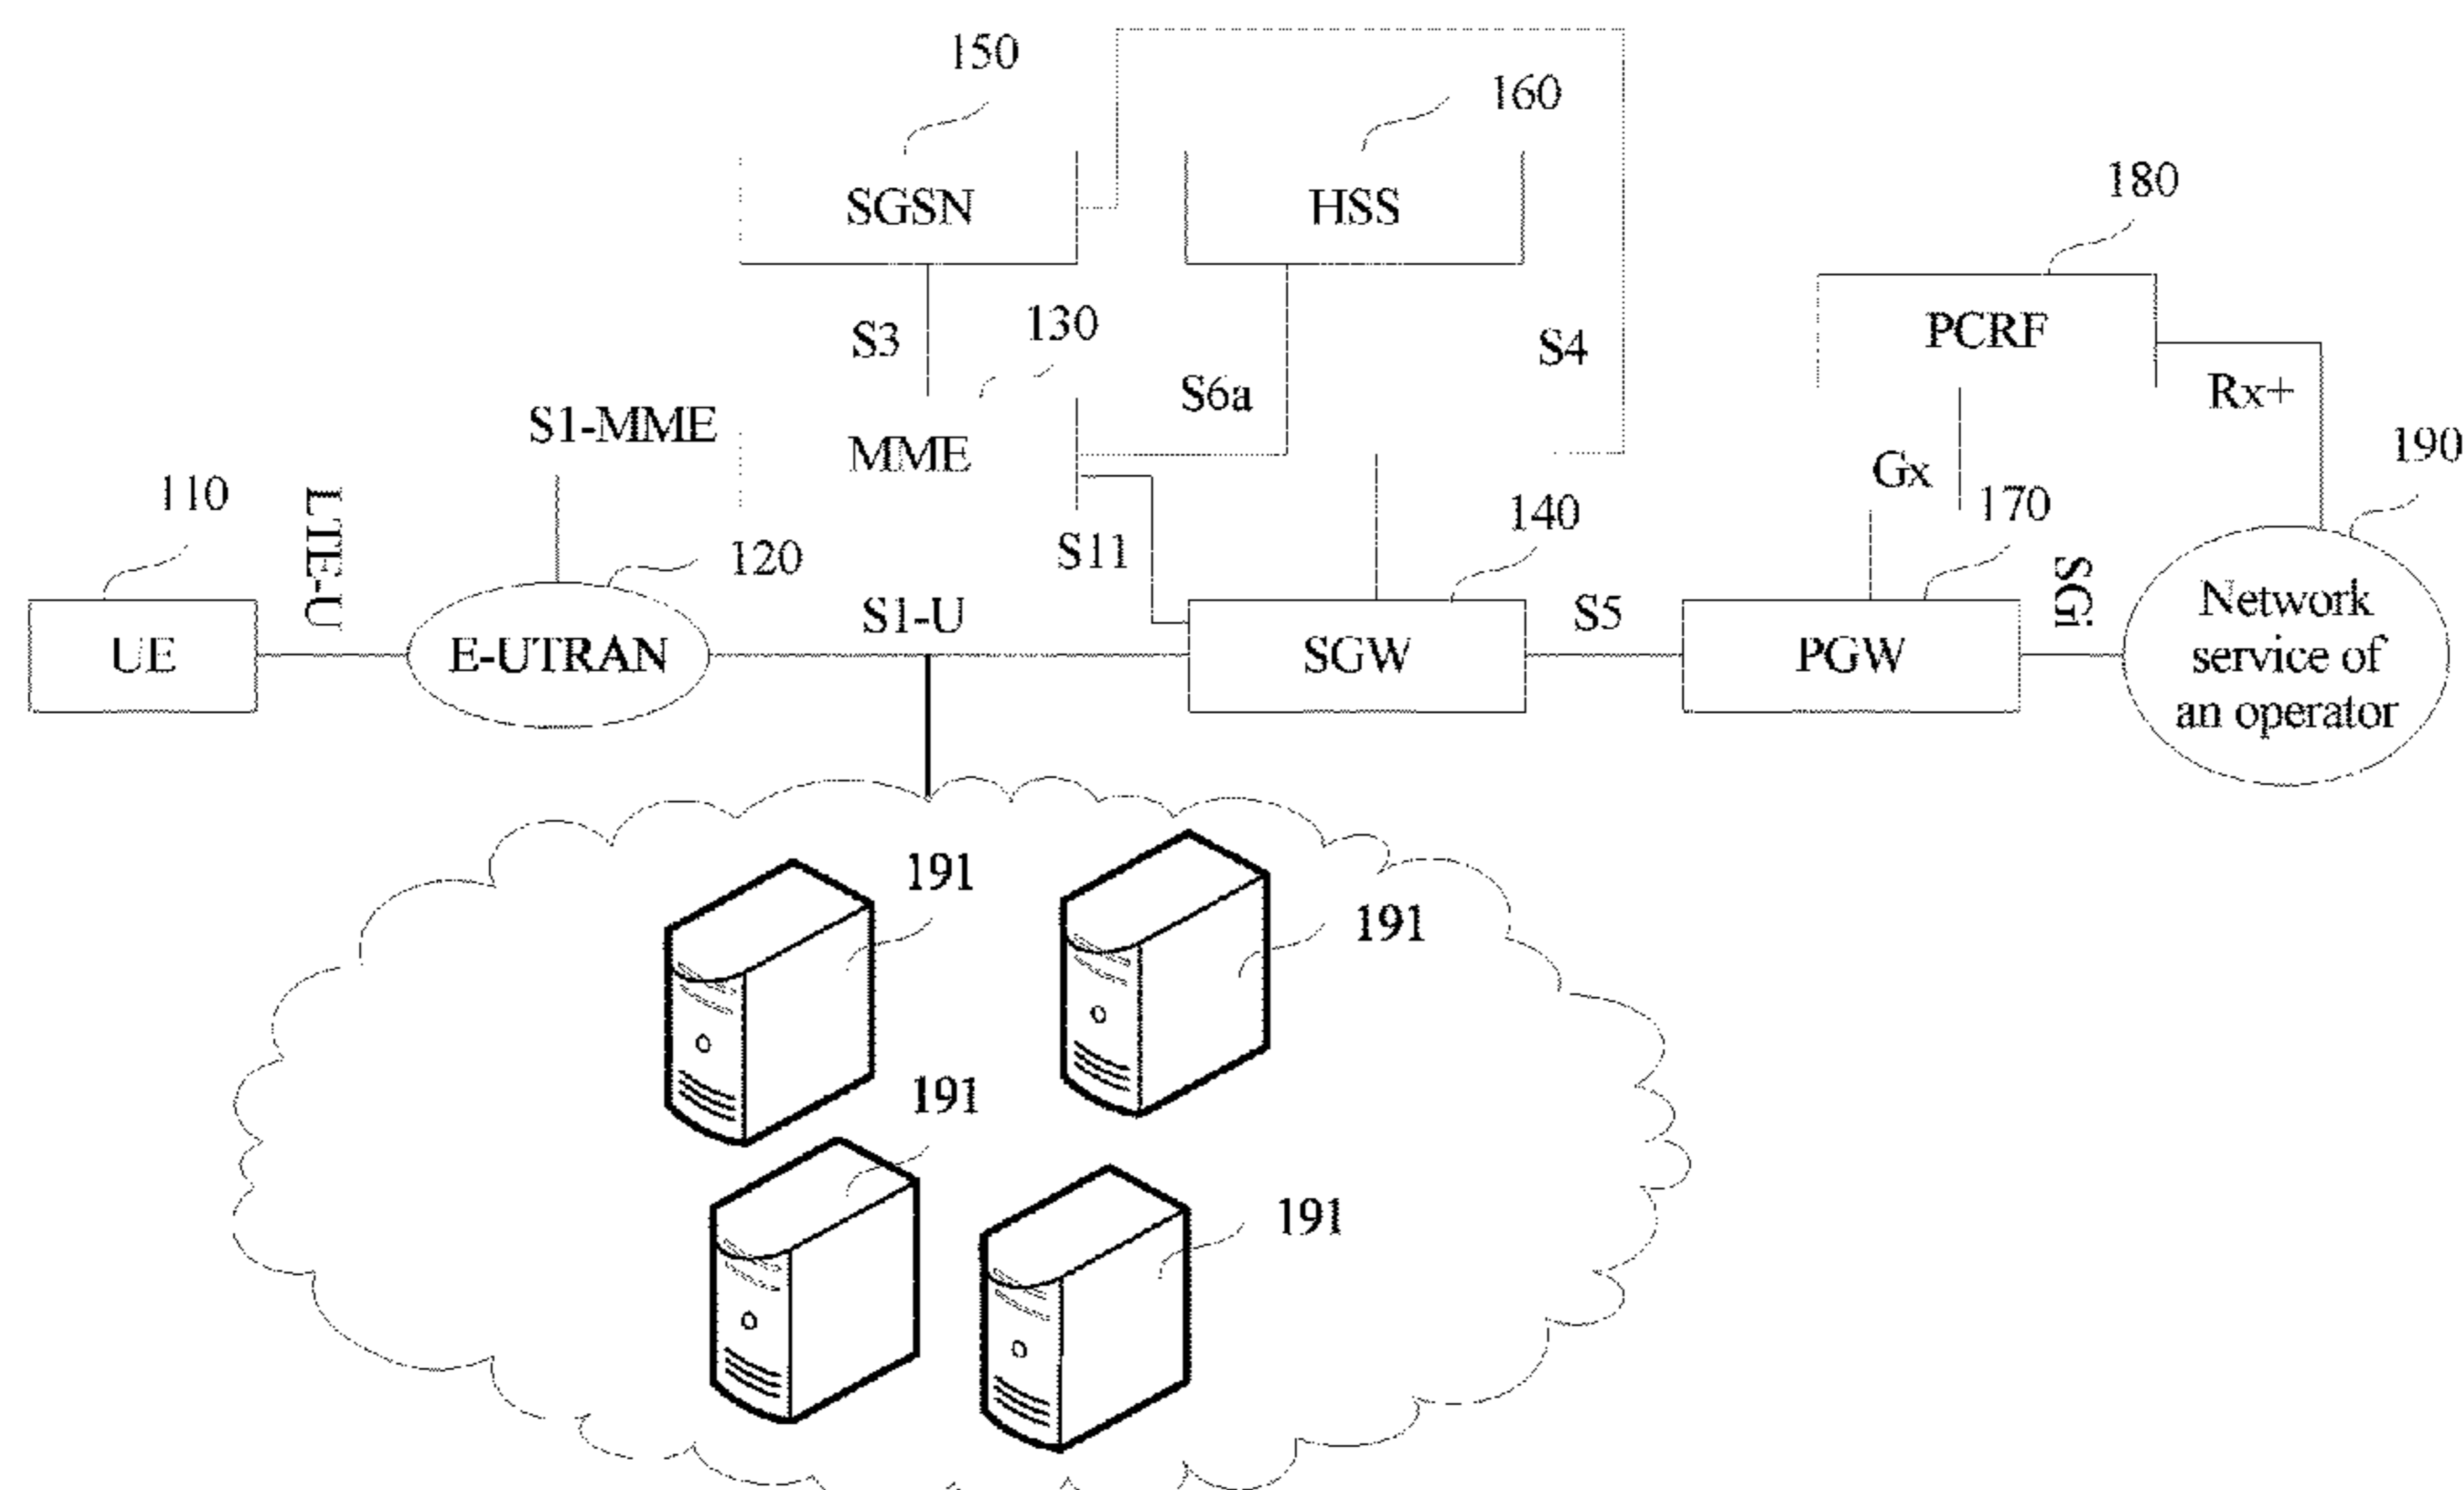 150
160
SGSN
HSS
180
S3
130
S4
PCRF
S6a
Rx+
S1-MME
MME
190
110
LTE-U
Gx
170
140
120
S11
SGi
S1-U
S5
UE
E-UTRAN
SGW
PGW
Network
service of
an operator
191
191
191
191